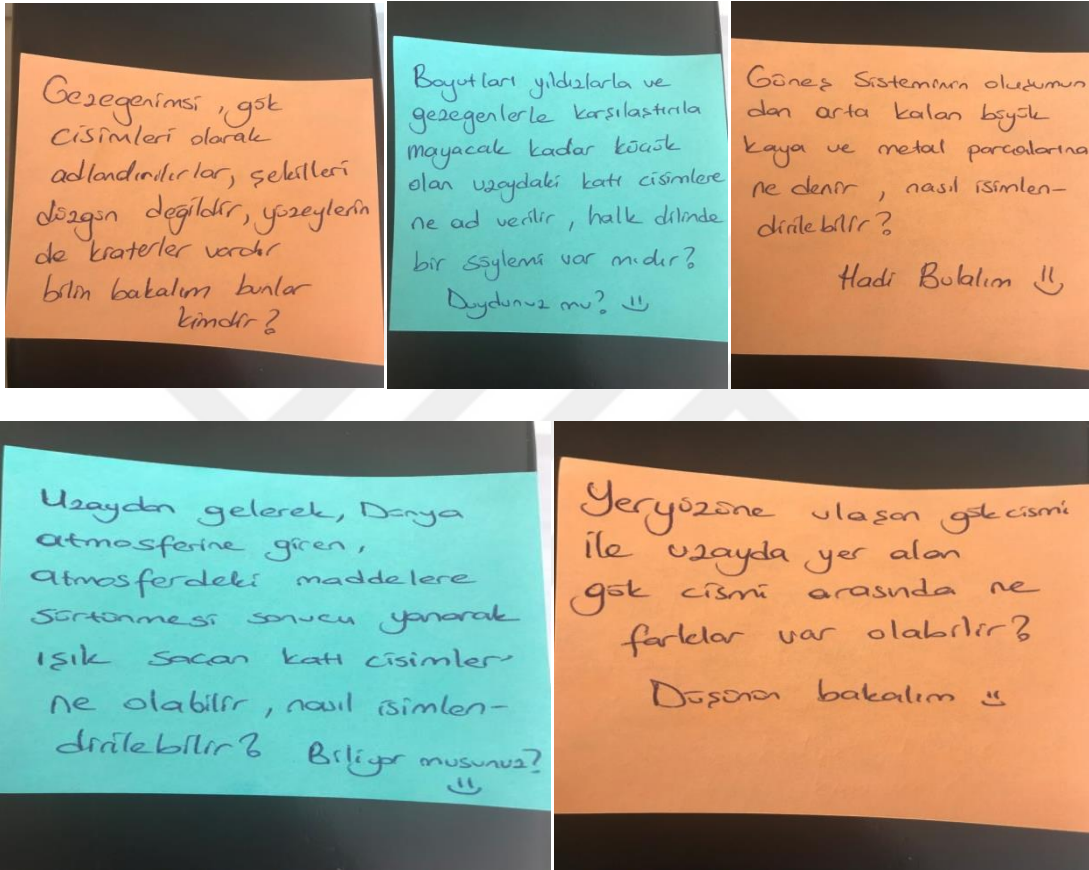 Gezegenimsi, gök
cisimleri olarak
adlandırılırlar, şekilleri
düzgün değildir, yüzeylerin
de kraterler vardır
bilin bakalım bunlar
kimdir?
Boyutları yıldızlarla ve
gezegenlerle karşılaştırıla
mayacak kadar küçük
olan uzaydaki katı cisimlere
ne ad verilir, halk dilinde
bir söylemi var mıdır?
Duydunuz mu?
Güneş Sisteminin oluşumun
dan arta kalan büyük
kaya ve metal parçalarına
ne denir, nasıl isimlen-
dirilebilir?
Hadi Bulalım
Uzaydan gelerek, Dünya
atmosferine giren,
atmosferdeki maddelere
sürtünmesi sonucu yanarak
ışık saçan katı cisimler
ne olabilir, nasıl isimlen-
dirilebilir? Biliyor musunuz?
Yeryüzüne ulaşan gök cismi
ile uzayda yer alan
gök cismi arasında ne
farklar var olabilir?
Düşünün bakalım